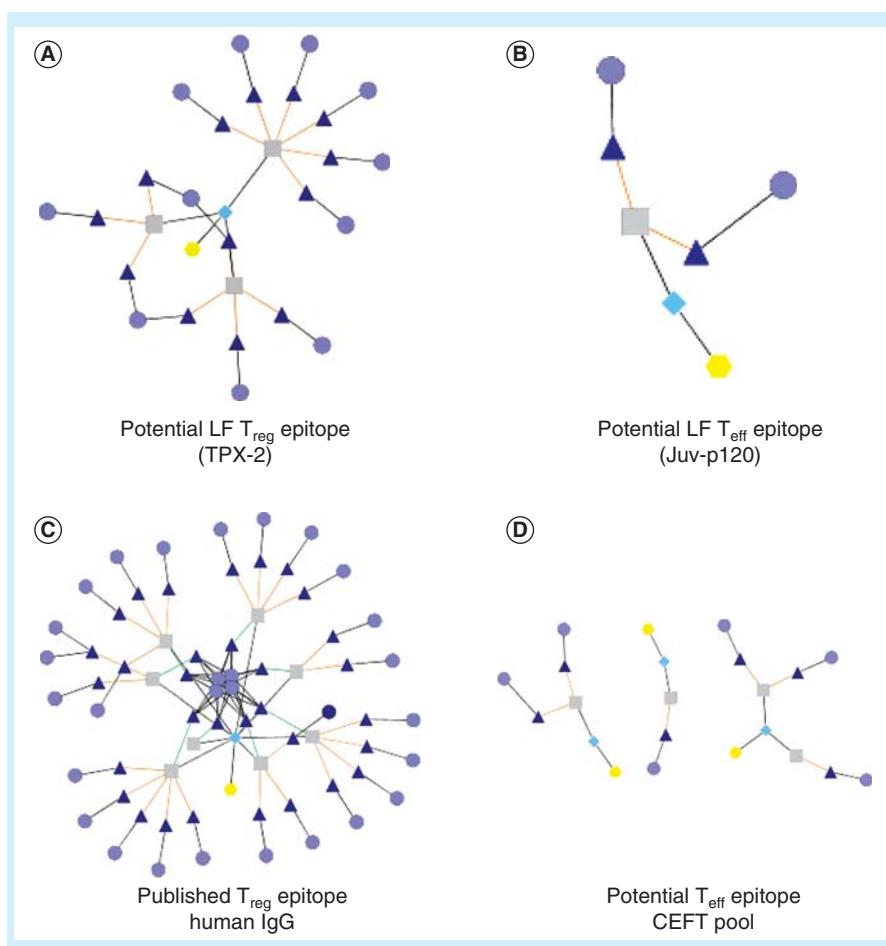 A
B
Potential LF Treg epitope
(TPX-2)
Potential LF Teff epitope
(Juv-p120)
C
D
Published Treg epitope
human IgG
Potential Teff epitope
CEFT pool